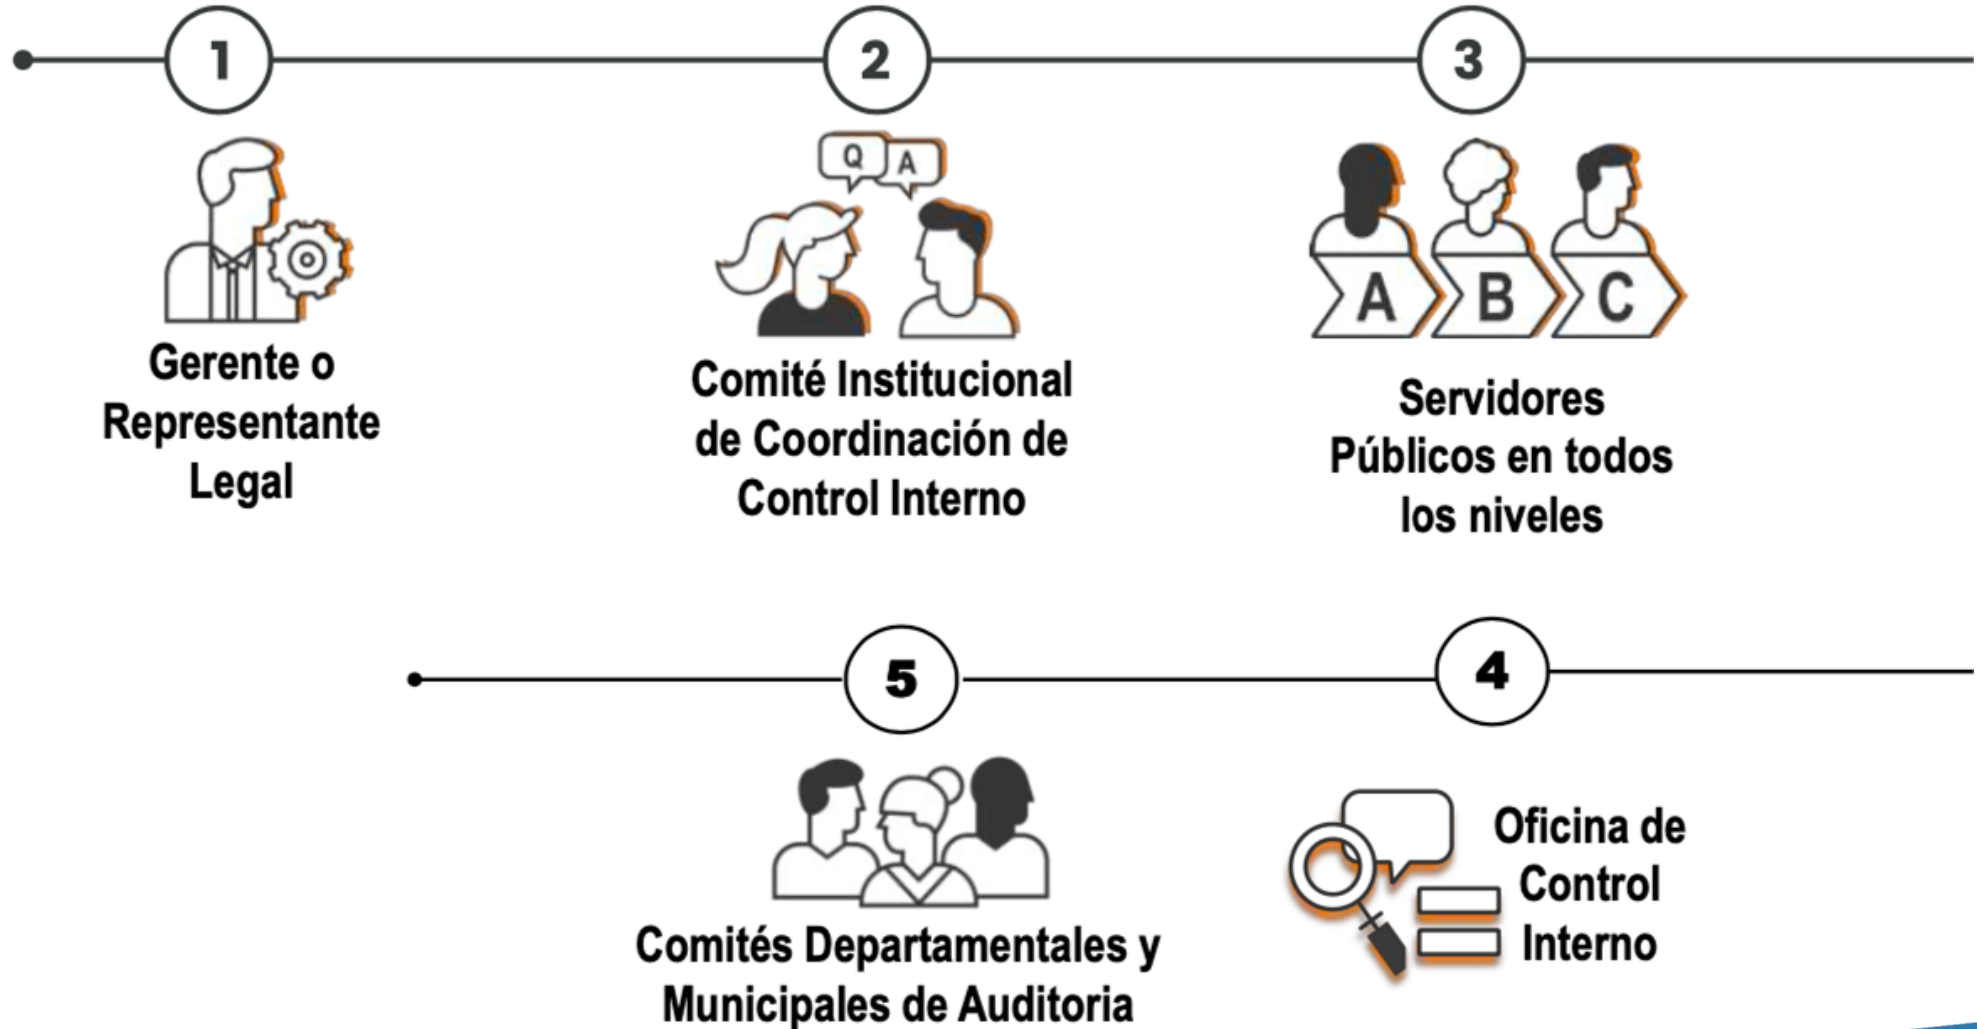 1
2
3
Q A
A B C
Gerente o
Representante
Legal
Comité Institucional
de Coordinación de
Control Interno
Servidores
Públicos en todos
los niveles
5
4
Comités Departamentales y
Municipales de Auditoria
Oficina de
Control
Interno